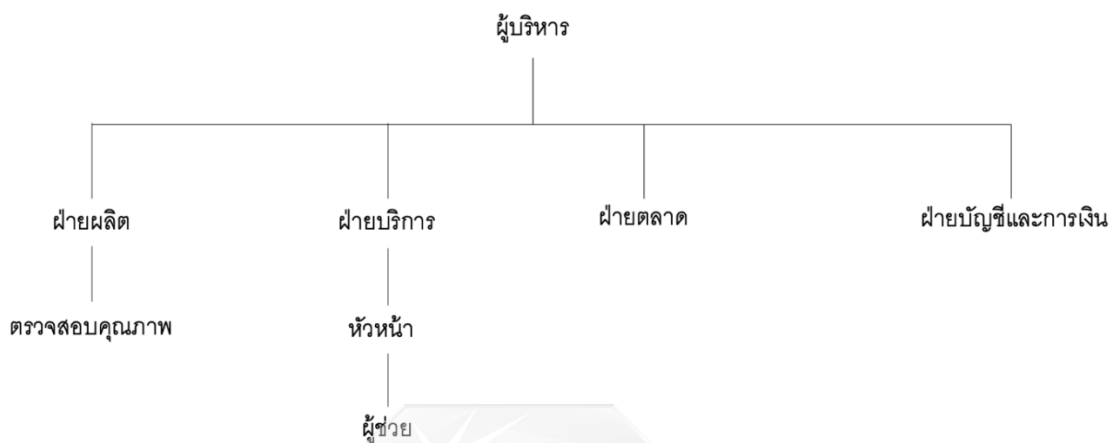 ผู้บริหาร
ฝ่ายผลิต ฝ่ายบริการ ฝ่ายตลาด ฝ่ายบัญชีและการเงิน
ตรวจสอบคุณภาพ หัวหน้า
ผู้ช่วย